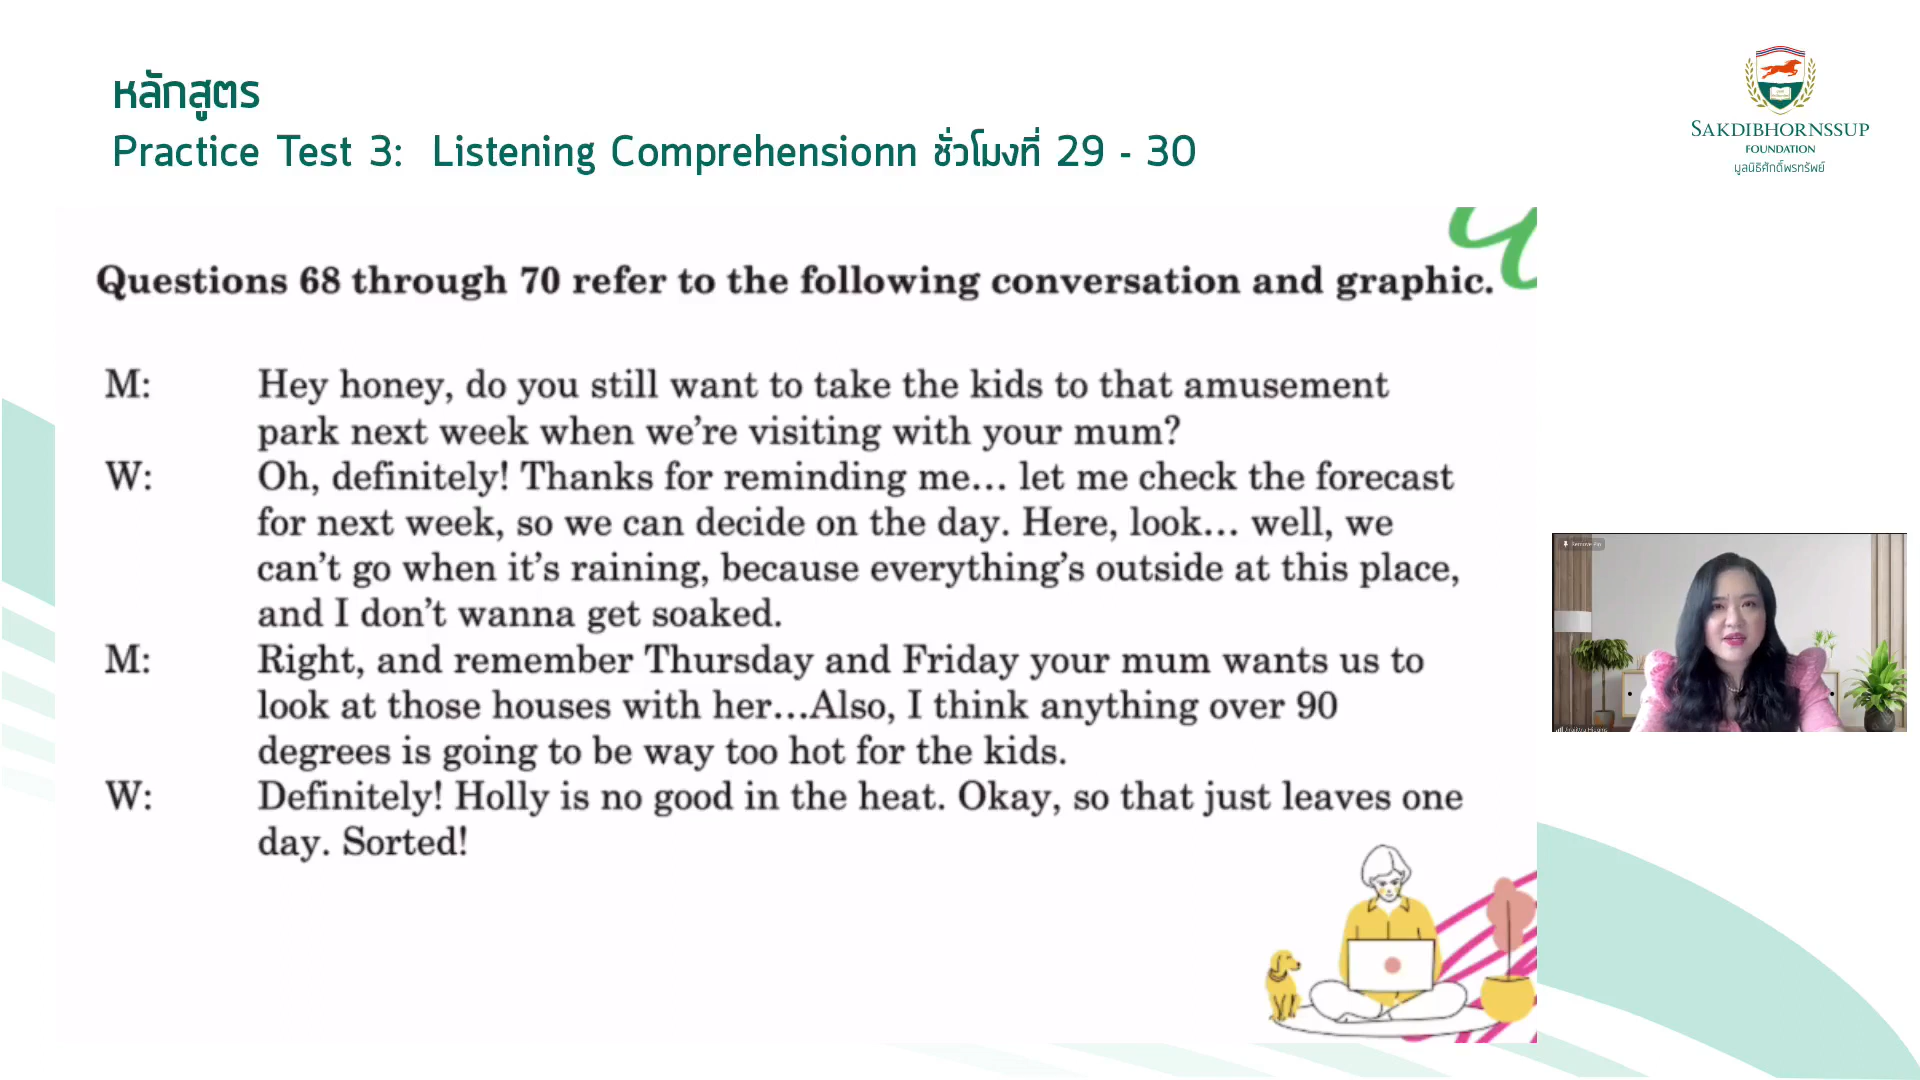 หลักสูตร
Practice Test 3: Listening Comprehensionn ชั่วโมงที่ 29 - 30
SAKDIBHORNSSUP
FOUNDATION
มูลนิธิศักดิ์พรทรัพย์
Questions 68 through 70 refer to the following conversation and graphic.
M: Hey honey, do you still want to take the kids to that amusement
park next week when we're visiting with your mum?
W: Oh, definitely! Thanks for reminding me... let me check the forecast
for next week, so we can decide on the day. Here, look... well, we
can't go when it's raining, because everything's outside at this place,
and I don't wanna get soaked.
M: Right, and remember Thursday and Friday your mum wants us to
look at those houses with her...Also, I think anything over 90
degrees is going to be way too hot for the kids.
W: Definitely! Holly is no good in the heat. Okay, so that just leaves one
day. Sorted!
Remove Pin